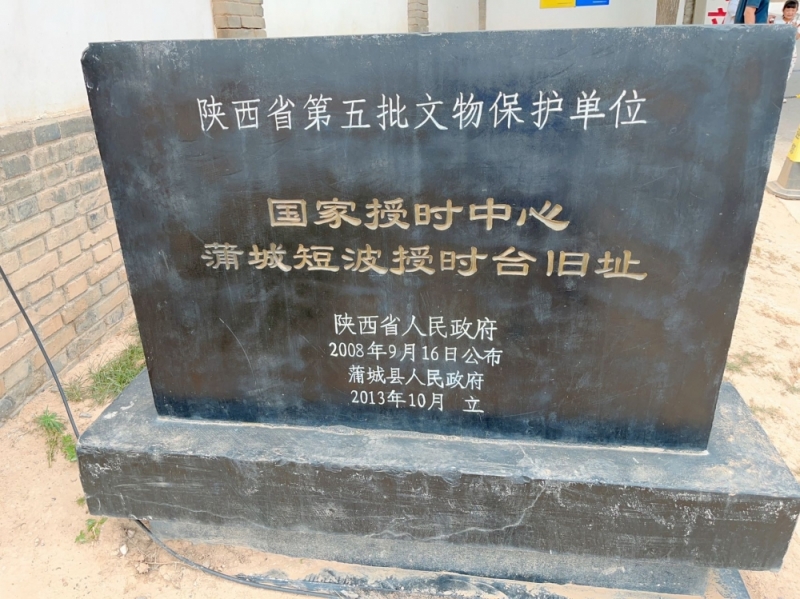 陕西省第五批文物保护单位
国家授时中心
蒲城短波授时台旧址
陕西省人民政府
2008年9月16日公布
蒲城县人民政府
2013年10月 立